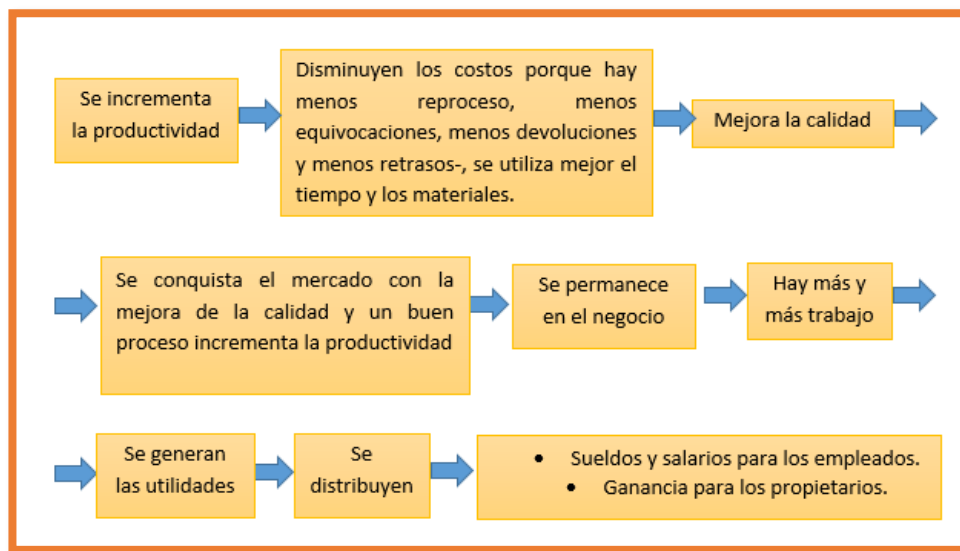 Se incrementa
la productividad
Disminuyen los costos porque hay
menos reproceso, menos
equivocaciones, menos devoluciones
y menos retrasos-, se utiliza mejor el
tiempo y los materiales.
Mejora la calidad
Se conquista el mercado con la
mejora de la calidad y un buen
proceso incrementa la productividad
Se permanece
en el negocio
Hay más y
más trabajo
Se generan
las utilidades
Se
distribuyen
• Sueldos y salarios para los empleados.
• Ganancia para los propietarios.